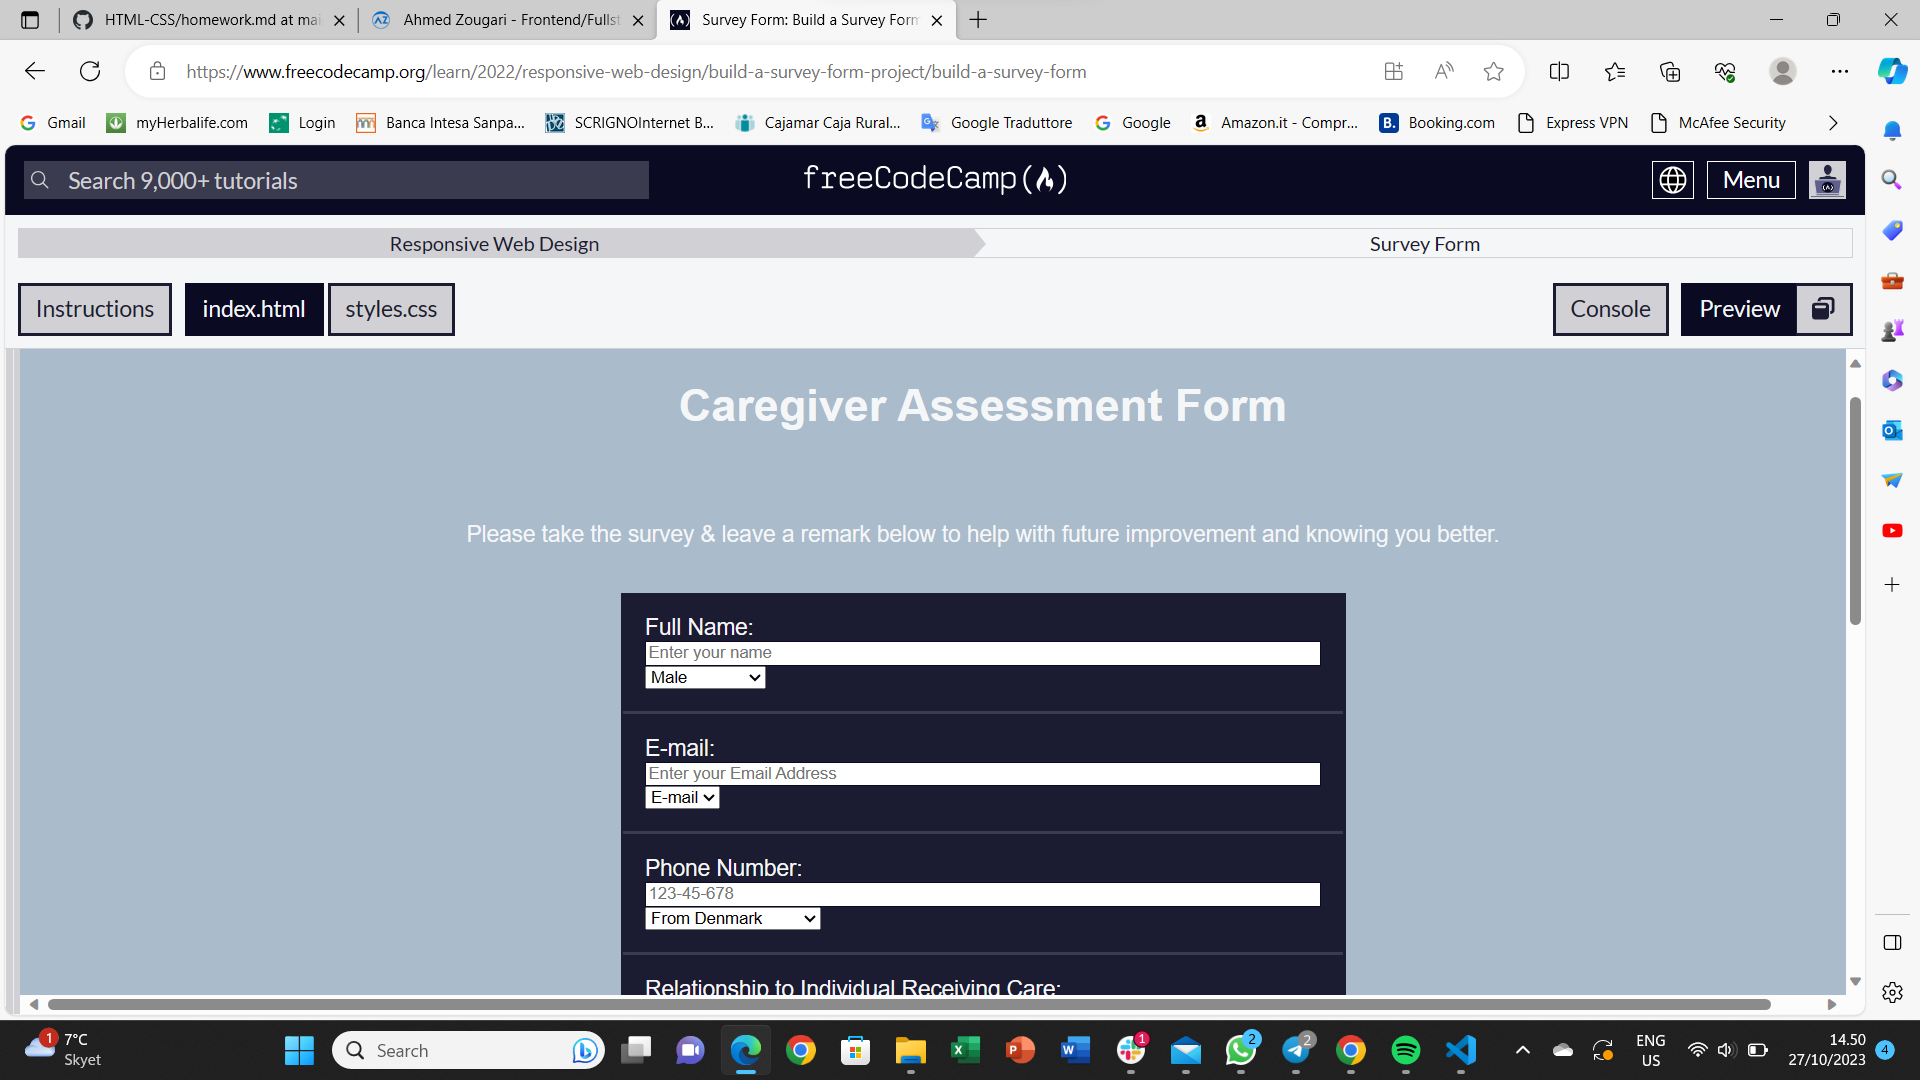 HTML-CSS/homework.md at mai
Ahmed Zougari - Frontend/Fullst
Survey Form: Build a Survey Form
https://www.freecodecamp.org/learn/2022/responsive-web-design/build-a-survey-form-project/build-a-survey-form
Gmail
myHerbalife.com
Login
Banca Intesa Sanpa...
SCRIGNOInternet B...
Cajamar Caja Rural...
Google Traduttore
Google
Amazon.it - Compr...
Booking.com
Express VPN
McAfee Security
Search 9,000+ tutorials
freeCodeCamp
Menu
Responsive Web Design
Survey Form
Instructions
index.html
styles.css
Console
Preview
Caregiver Assessment Form
Please take the survey & leave a remark below to help with future improvement and knowing you better.
Full Name:
Enter your name
Male
E-mail:
Enter your Email Address
E-mail
Phone Number:
123-45-678
From Denmark
Relationship to Individual Receiving Care:
1
7°C
Skyet
Search
1
2
2
ENG
US
14.50
27/10/2023
4